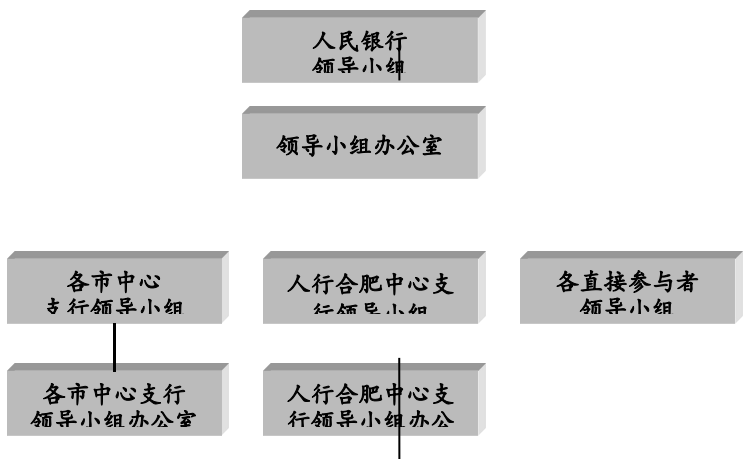 人民银行
领导小组
领导小组办公室
各市中心
支行领导小组
人行合肥中心支
行领导小组
各直接参与者
领导小组
各市中心支行
领导小组办公室
人行合肥中心支
行领导小组办公